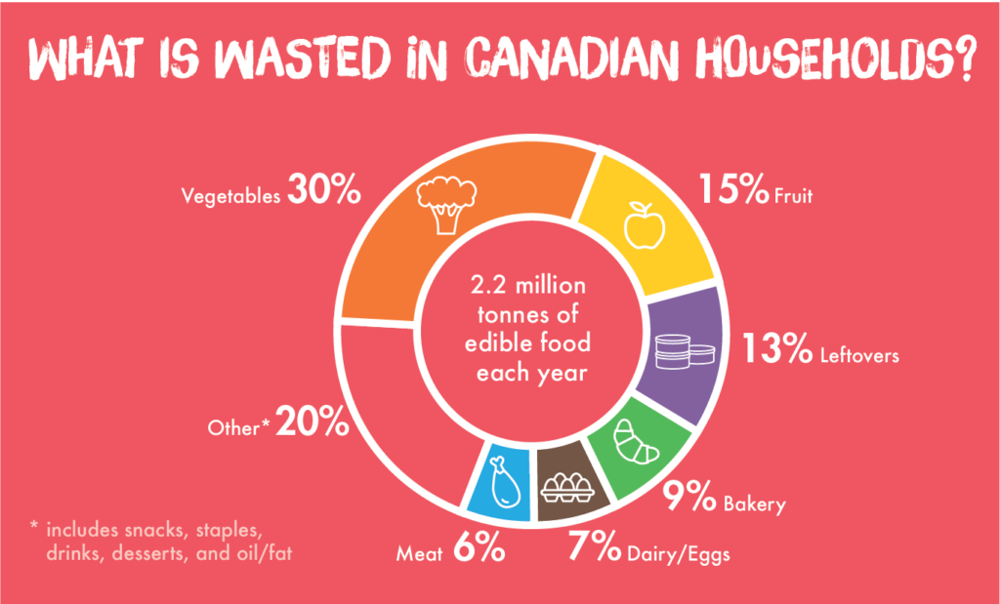 WHAT IS WASTED IN CANADIAN HOUSEHOLDS?
Vegetables 30%
15% Fruit
2.2 million
tonnes of
edible food
each year
13% Leftovers
Other* 20%
9% Bakery
Meat 6%
7% Dairy/Eggs
* includes snacks, staples,
drinks, desserts, and oil/fat